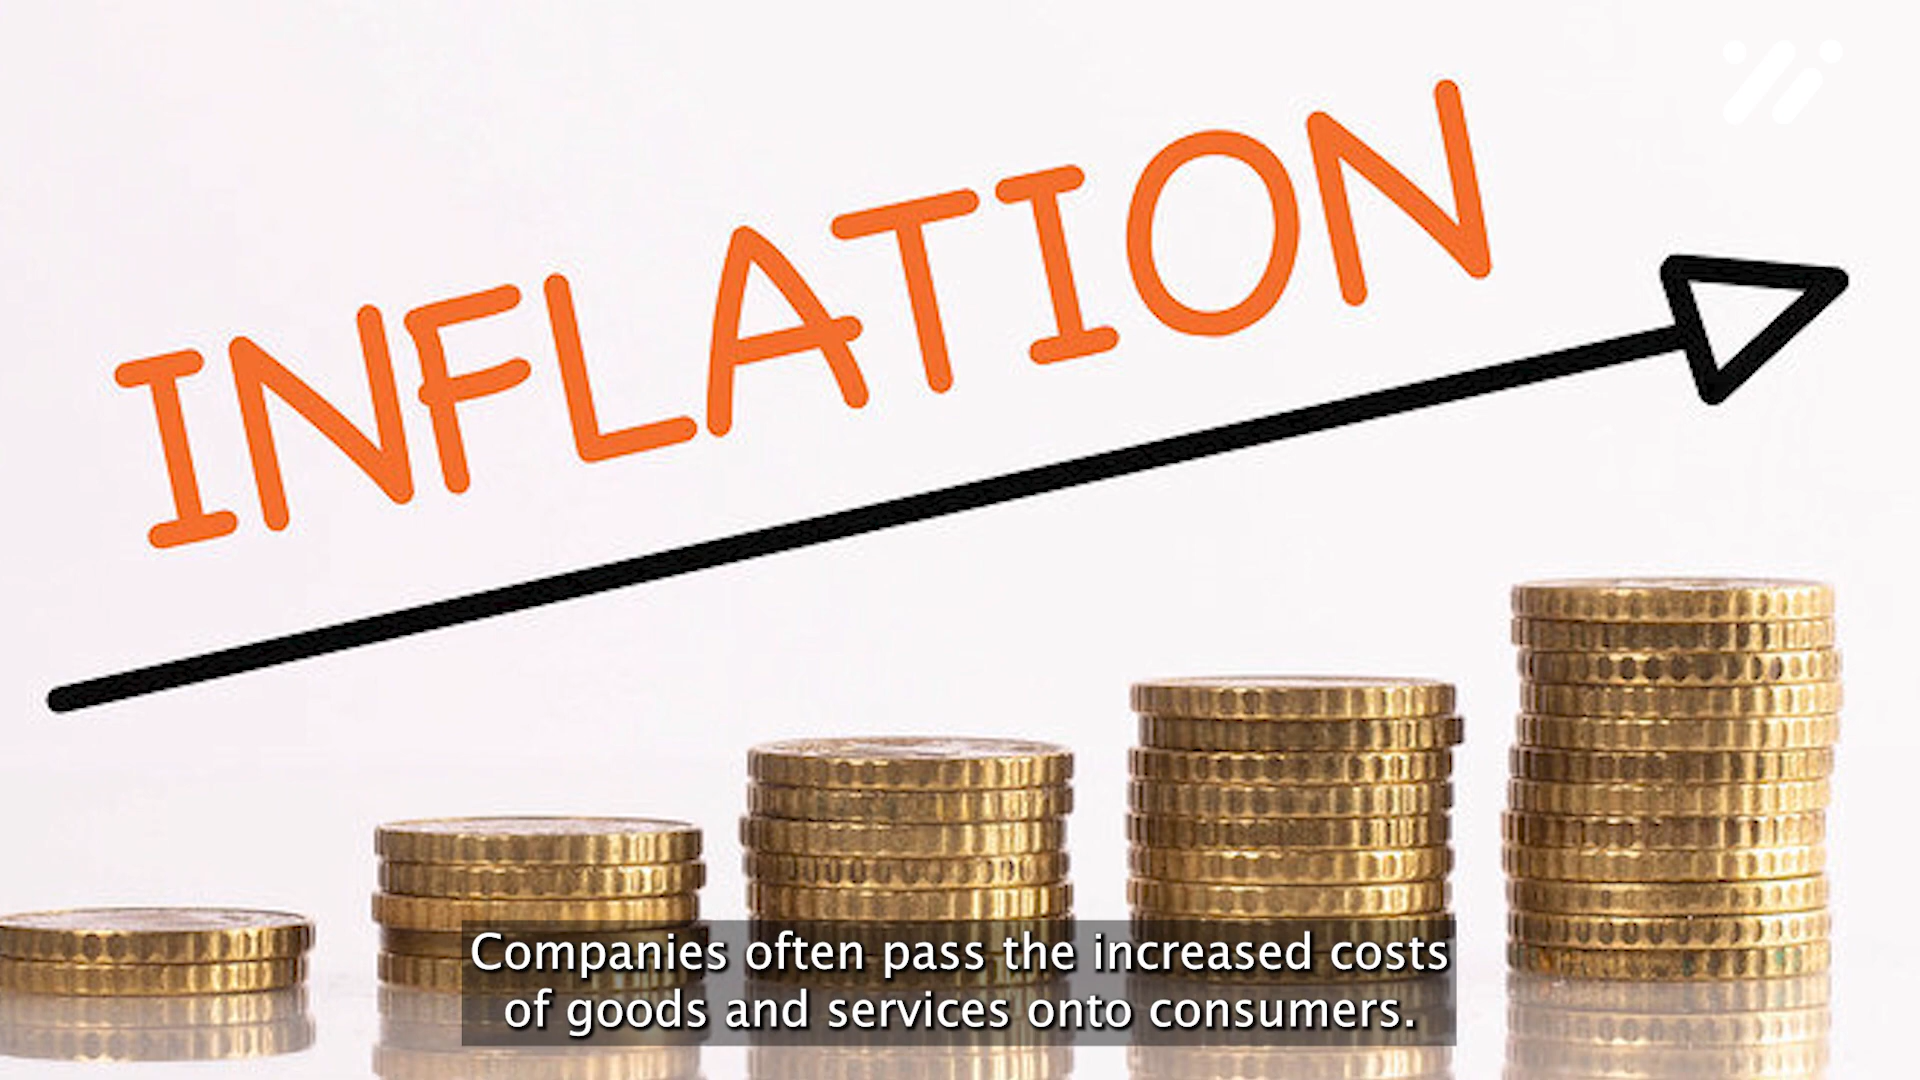 INFLATION
Companies often pass the increased costs
of goods and services onto consumers.